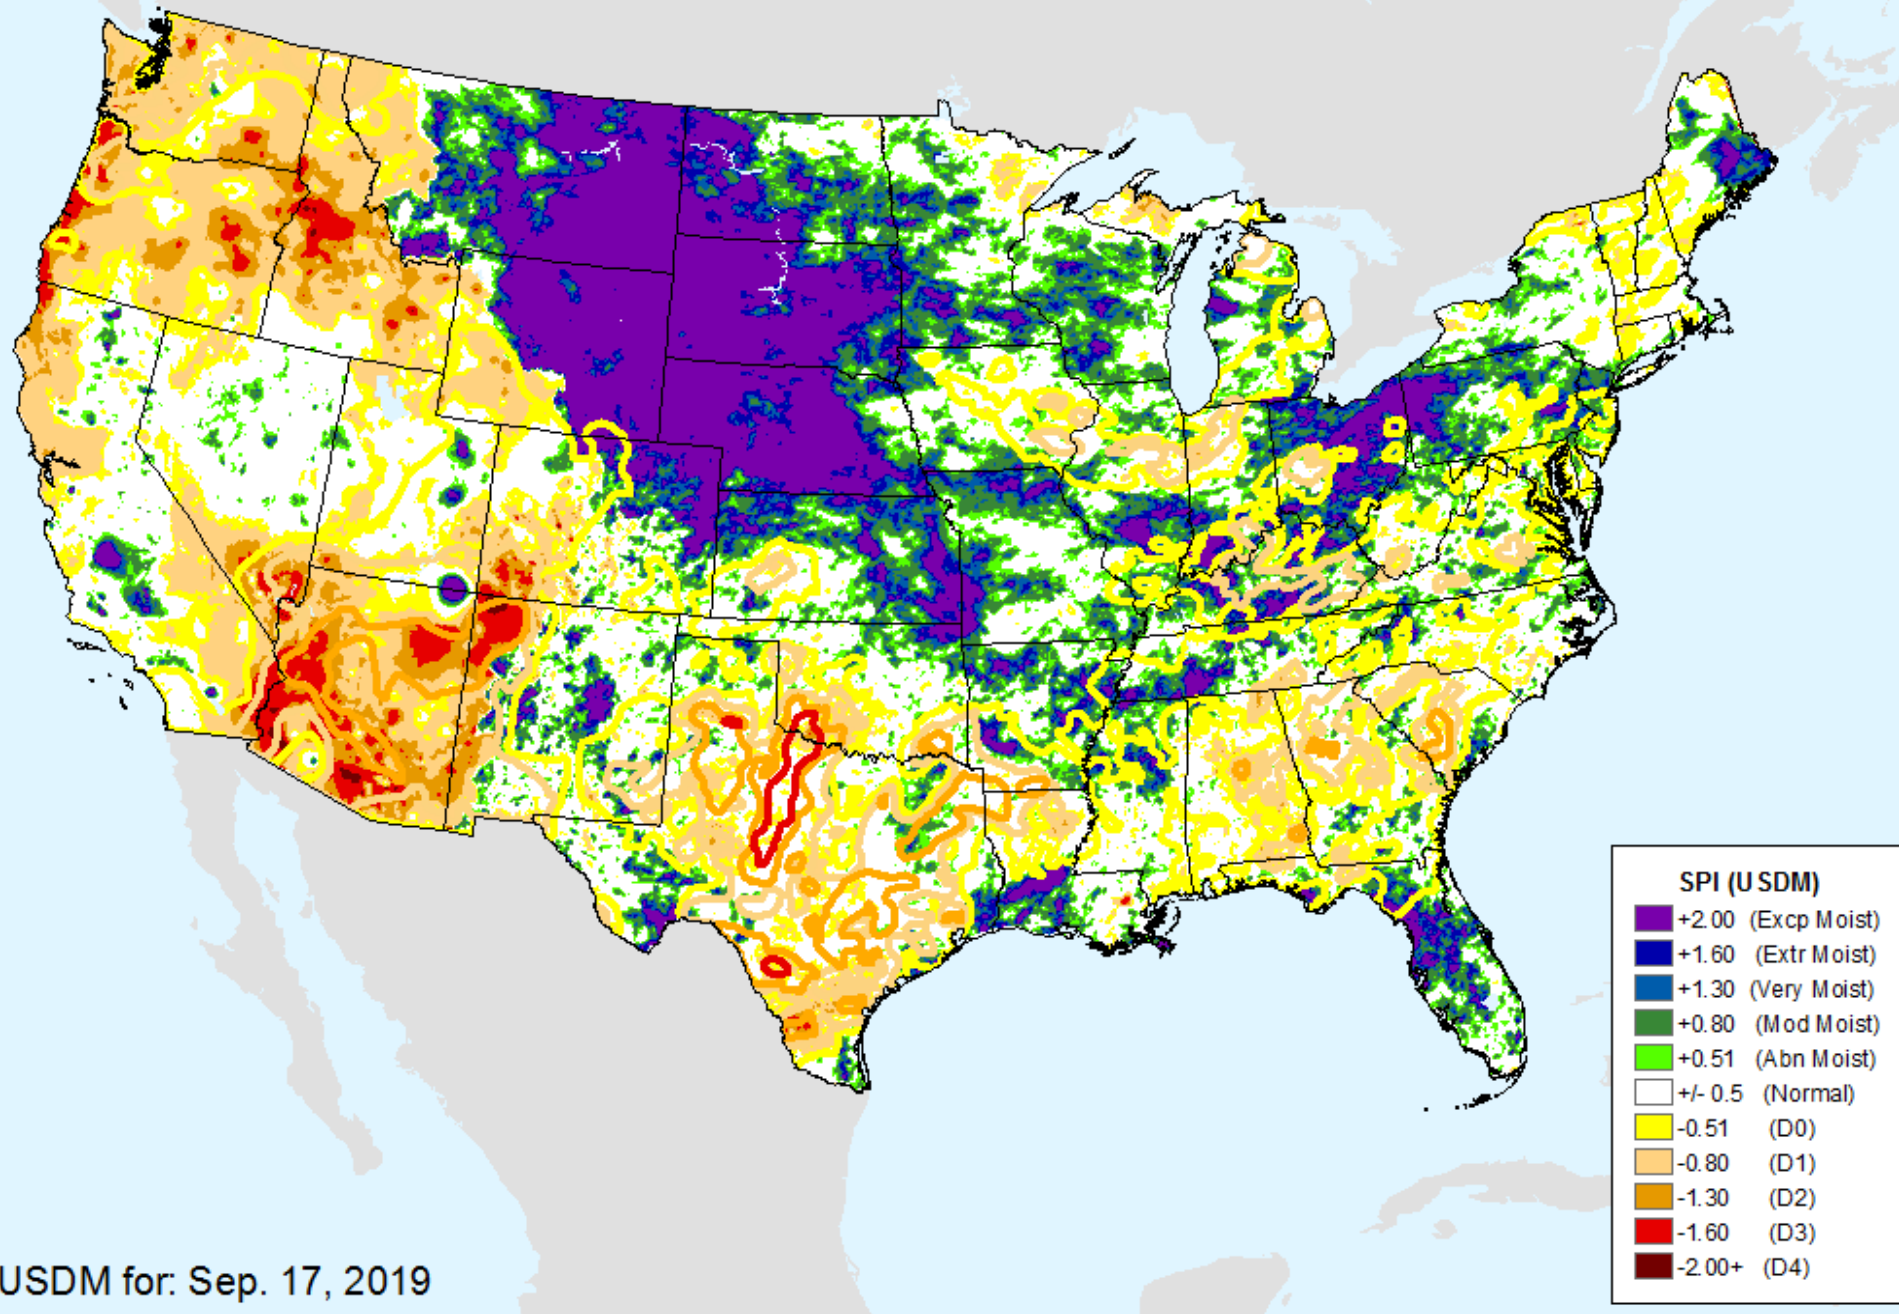 SPI (USDM)
+2.00 (Excp Moist)
+1.60 (Extr Moist)
+1.30 (Very Moist)
+0.80 (Mod Moist)
+0.51 (Abn Moist)
+/- 0.5 (Normal)
-0.51 (D0)
-0.80 (D1)
-1.30 (D2)
-1.60 (D3)
-2.00+ (D4)
USDM for: Sep. 17, 2019